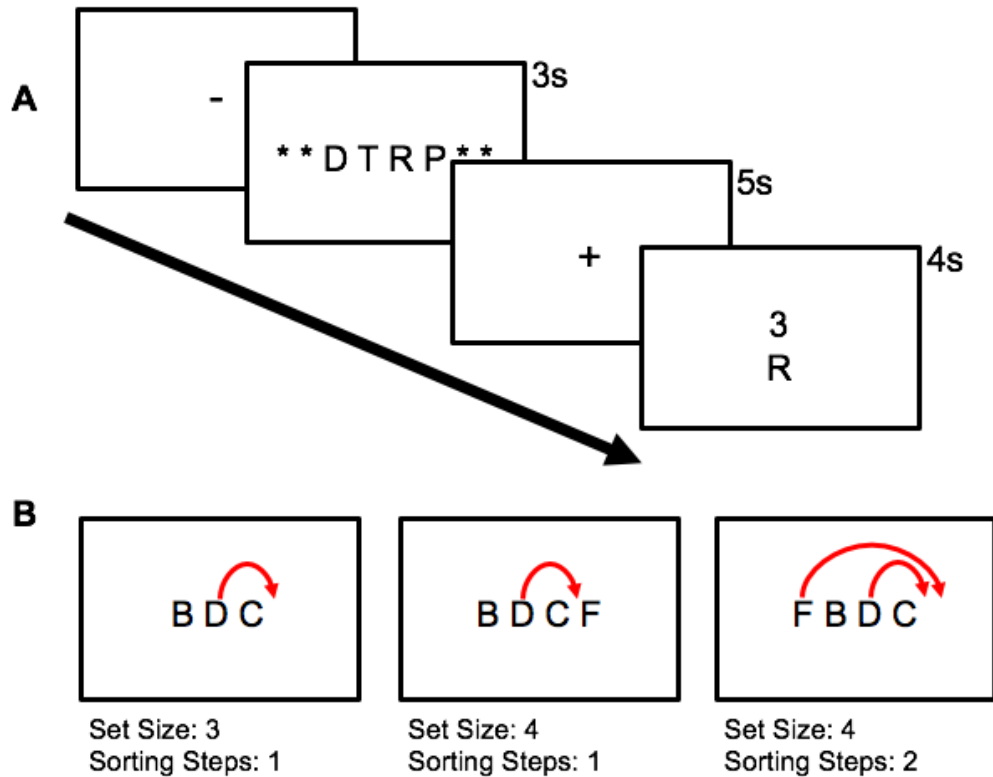 A
-
3s
* * D T R P * *
5s
+
4s
3
R
B
B D C
B D C F
F B D C
Set Size: 3
Sorting Steps: 1
Set Size: 4
Sorting Steps: 1
Set Size: 4
Sorting Steps: 2